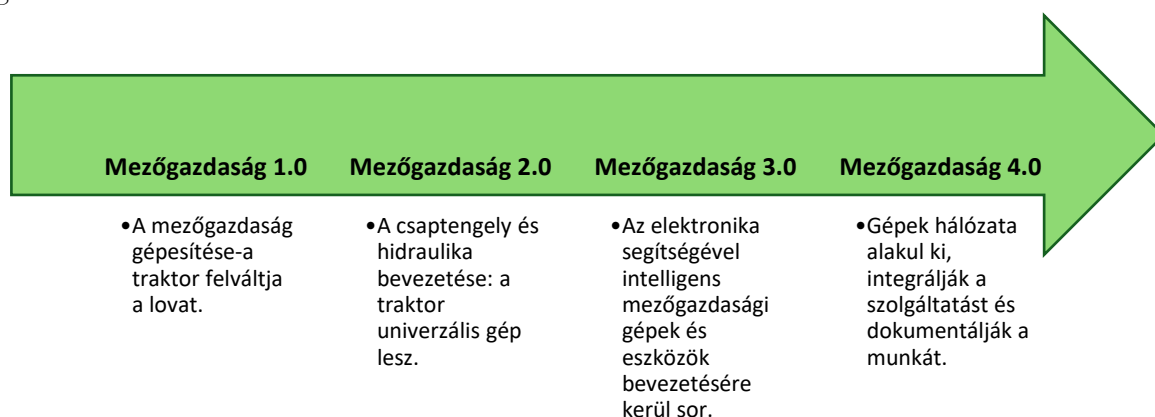 Mezőgazdaság 1.0
•A mezőgazdaság
gépesítése-a
traktor felváltja
a lovat.
Mezőgazdaság 2.0
•A csaptengely és
hidraulika
bevezetése: a
traktor
univerzális gép
lesz.
Mezőgazdaság 3.0
•Az elektronika
segítségével
intelligens
mezőgazdasági
gépek és
eszközök
bevezetésére
kerül sor.
Mezőgazdaság 4.0
•Gépek hálózata
alakul ki,
integrálják a
szolgáltatást és
dokumentálják a
munkát.